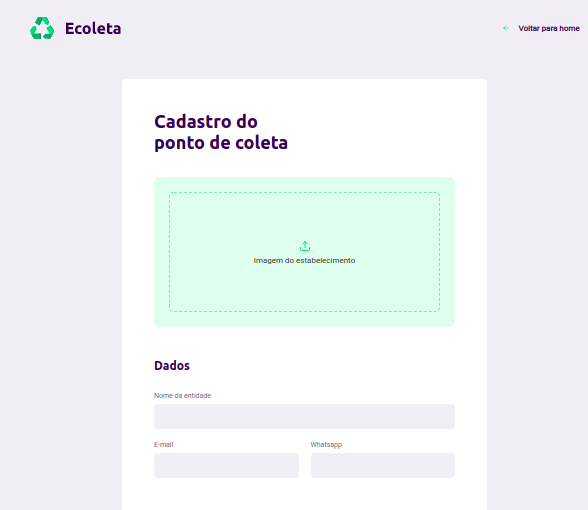 Ecoleta
Voltar para home
Cadastro do
ponto de coleta
Imagem do estabelecimento
Dados
Nome da entidade
E-mail
Whatsapp